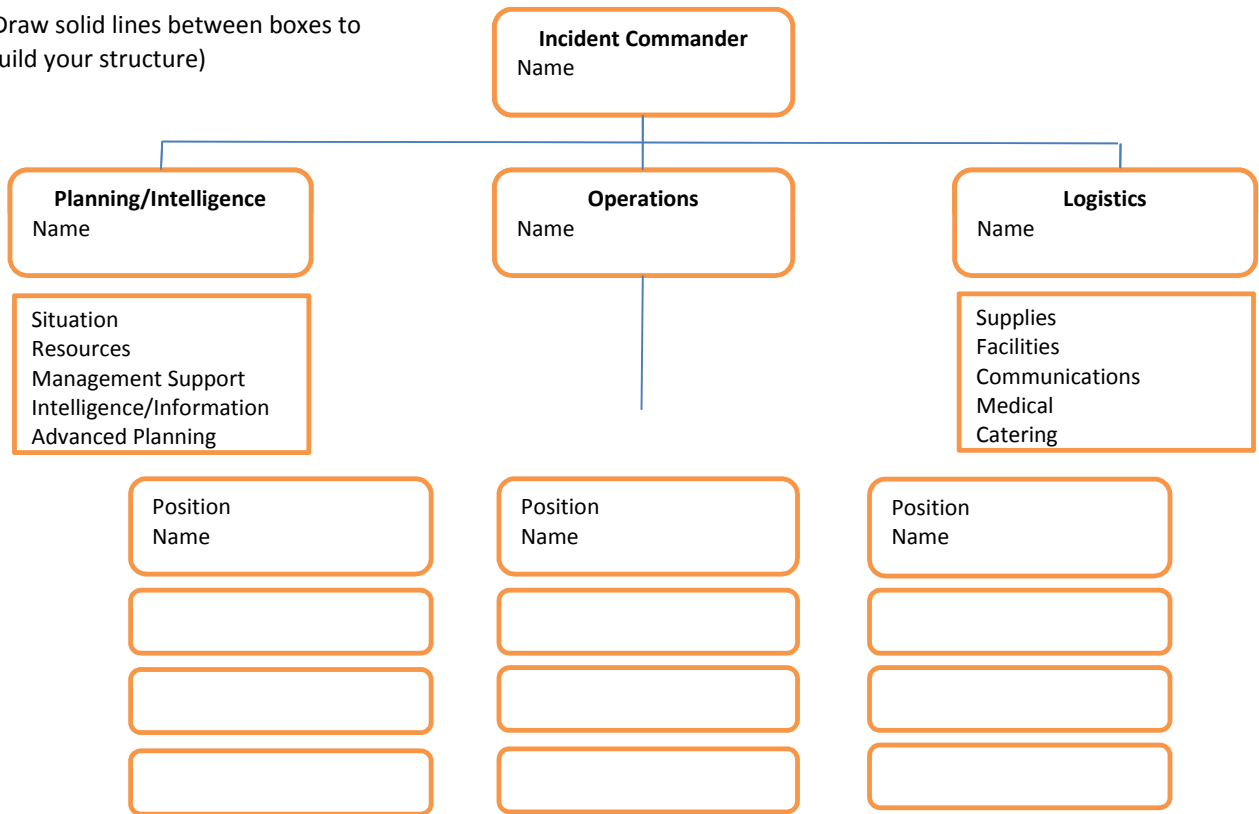 Draw solid lines between boxes to
uild your structure)
Incident Commander
Name
Planning/Intelligence
Name
Operations
Name
Logistics
Name
Situation
Resources
Management Support
Intelligence/Information
Advanced Planning
Supplies
Facilities
Communications
Medical
Catering
Position
Name
Position
Name
Position
Name